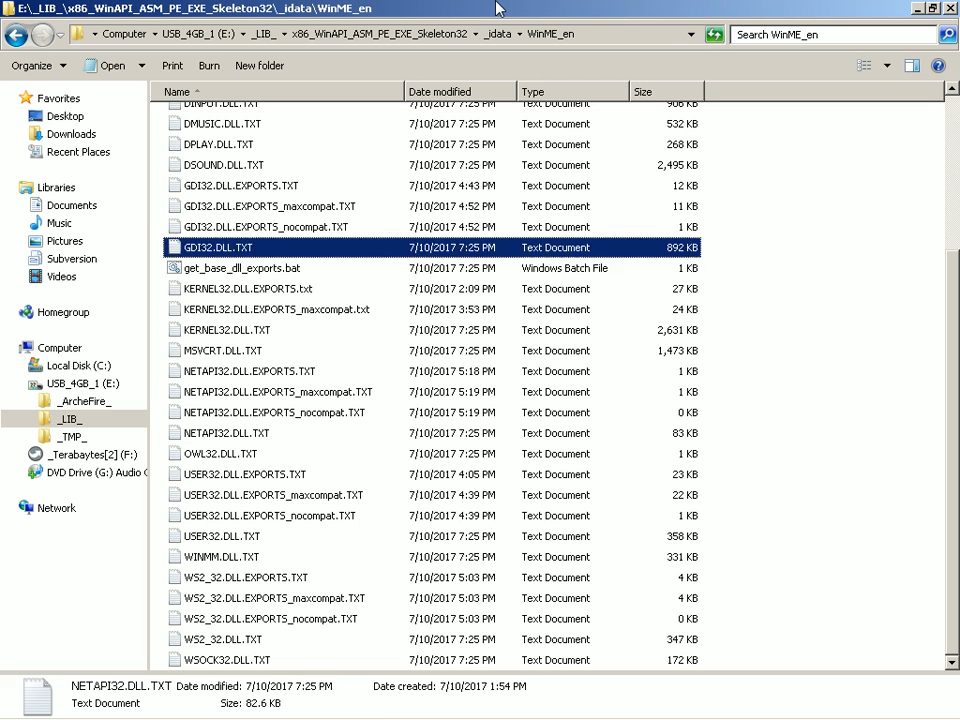 E:\_LIB_\x86_WinAPI_ASM_PE_EXE_Skeleton32\_idata\WinME_en
Computer USB_4GB_1 (E:) _LIB_ x86_WinAPI_ASM_PE_EXE_Skeleton32 _idata WinME_en Search WinME_en
Organize Open Print Burn New folder
Name Date modified Type Size
Favorites
Desktop
Downloads
Recent Places
Libraries
Documents
Music
Pictures
Subversion
Videos
Homegroup
Computer
Local Disk (C:)
USB_4GB_1 (E:)
_ArcheFire_
_LIB_
_TMP_
_Terabytes[2] (F:)
DVD Drive (G:) Audio
Network
DINPUT.DLL.TXT 7/10/2017 7:25 PM Text Document 906 KB
DMUSIC.DLL.TXT 7/10/2017 7:25 PM Text Document 532 KB
DPLAY.DLL.TXT 7/10/2017 7:25 PM Text Document 268 KB
DSOUND.DLL.TXT 7/10/2017 7:25 PM Text Document 2,495 KB
GDI32.DLL.EXPORTS.TXT 7/10/2017 4:43 PM Text Document 12 KB
GDI32.DLL.EXPORTS_maxcompat.TXT 7/10/2017 4:52 PM Text Document 11 KB
GDI32.DLL.EXPORTS_nocompat.TXT 7/10/2017 4:52 PM Text Document 1 KB
GDI32.DLL.TXT 7/10/2017 7:25 PM Text Document 892 KB
get_base_dll_exports.bat 7/10/2017 7:25 PM Windows Batch File 1 KB
KERNEL32.DLL.EXPORTS.txt 7/10/2017 2:09 PM Text Document 27 KB
KERNEL32.DLL.EXPORTS_maxcompat.txt 7/10/2017 3:53 PM Text Document 24 KB
KERNEL32.DLL.TXT 7/10/2017 7:25 PM Text Document 2,631 KB
MSVCRT.DLL.TXT 7/10/2017 7:25 PM Text Document 1,473 KB
NETAPI32.DLL.EXPORTS.TXT 7/10/2017 5:18 PM Text Document 1 KB
NETAPI32.DLL.EXPORTS_maxcompat.TXT 7/10/2017 5:19 PM Text Document 1 KB
NETAPI32.DLL.EXPORTS_nocompat.TXT 7/10/2017 5:19 PM Text Document 0 KB
NETAPI32.DLL.TXT 7/10/2017 7:25 PM Text Document 83 KB
OWL32.DLL.TXT 7/10/2017 7:25 PM Text Document 1 KB
USER32.DLL.EXPORTS.TXT 7/10/2017 4:05 PM Text Document 23 KB
USER32.DLL.EXPORTS_maxcompat.TXT 7/10/2017 4:39 PM Text Document 22 KB
USER32.DLL.EXPORTS_nocompat.TXT 7/10/2017 4:39 PM Text Document 1 KB
USER32.DLL.TXT 7/10/2017 7:25 PM Text Document 358 KB
WINMM.DLL.TXT 7/10/2017 7:25 PM Text Document 331 KB
WS2_32.DLL.EXPORTS.TXT 7/10/2017 5:03 PM Text Document 4 KB
WS2_32.DLL.EXPORTS_maxcompat.TXT 7/10/2017 5:03 PM Text Document 4 KB
WS2_32.DLL.EXPORTS_nocompat.TXT 7/10/2017 5:03 PM Text Document 0 KB
WS2_32.DLL.TXT 7/10/2017 7:25 PM Text Document 347 KB
WSOCK32.DLL.TXT 7/10/2017 7:25 PM Text Document 172 KB
NETAPI32.DLL.TXT Date modified: 7/10/2017 7:25 PM Date created: 7/10/2017 1:54 PM
Text Document Size: 82.6 KB